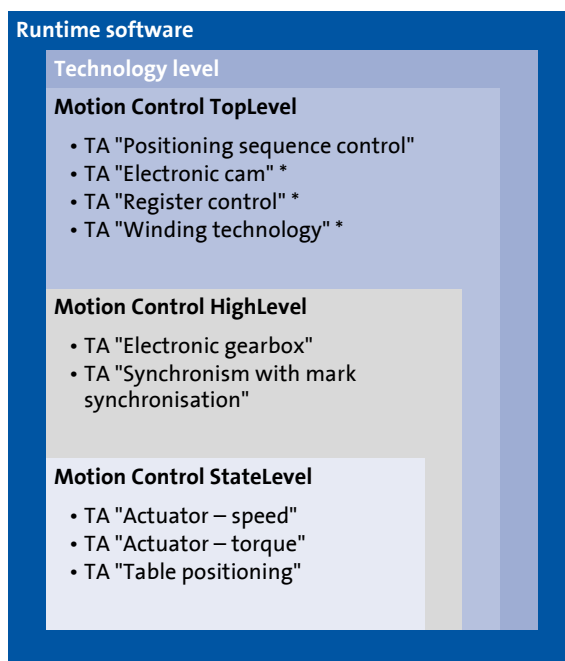 Runtime software
Technology level
Motion Control TopLevel
• TA "Positioning sequence control"
• TA "Electronic cam" *
• TA "Register control" *
• TA "Winding technology" *
Motion Control HighLevel
• TA "Electronic gearbox"
• TA "Synchronism with mark
synchronisation"
Motion Control StateLevel
• TA "Actuator – speed"
• TA "Actuator – torque"
• TA "Table positioning"